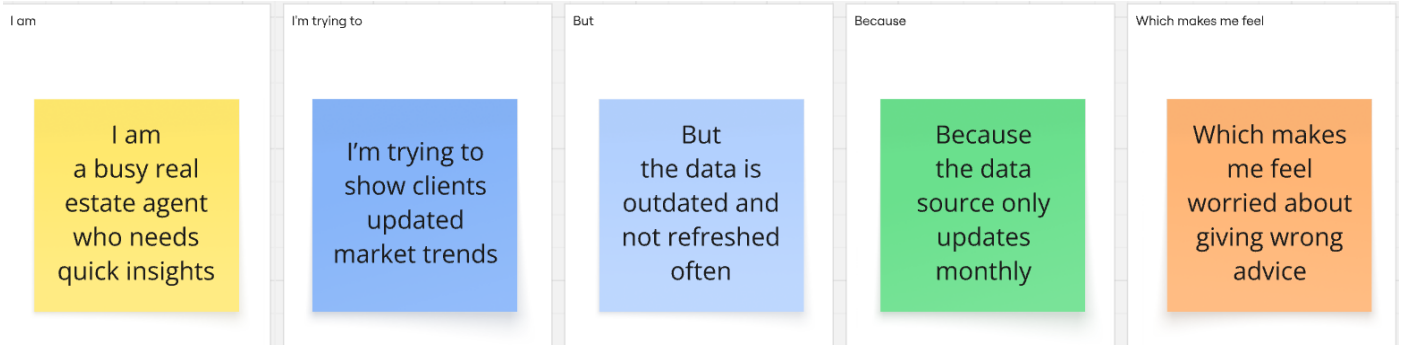 I am
I'm trying to
But
Because
Which makes me feel
I am
a busy real
estate agent
who needs
quick insights
I’m trying to
show clients
updated
market trends
But
the data is
outdated and
not refreshed
often
Because
the data
source only
updates
monthly
Which makes
me feel
worried about
giving wrong
advice